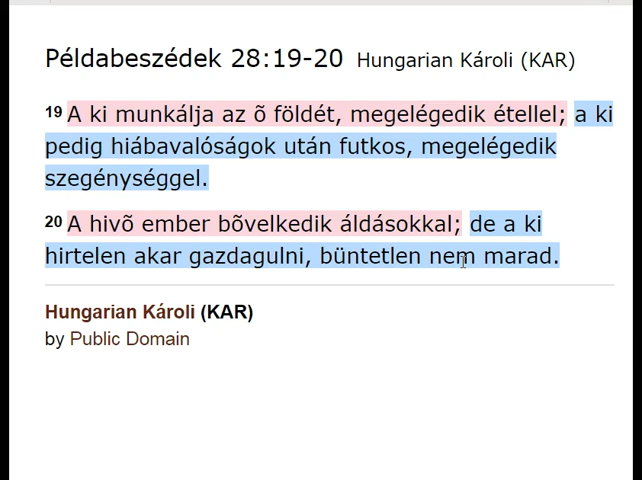 Példabeszédek 28:19-20 Hungarian Károli (KAR)
19 A ki munkálja az õ földét, megelégedik étellel; a ki
pedig hiábavalóságok után futkos, megelégedik
szegénységgel.
20 A hivõ ember bõvelkedik áldásokkal; de a ki
hirtelen akar gazdagulni, büntetlen nem marad.
Hungarian Károli (KAR)
by Public Domain